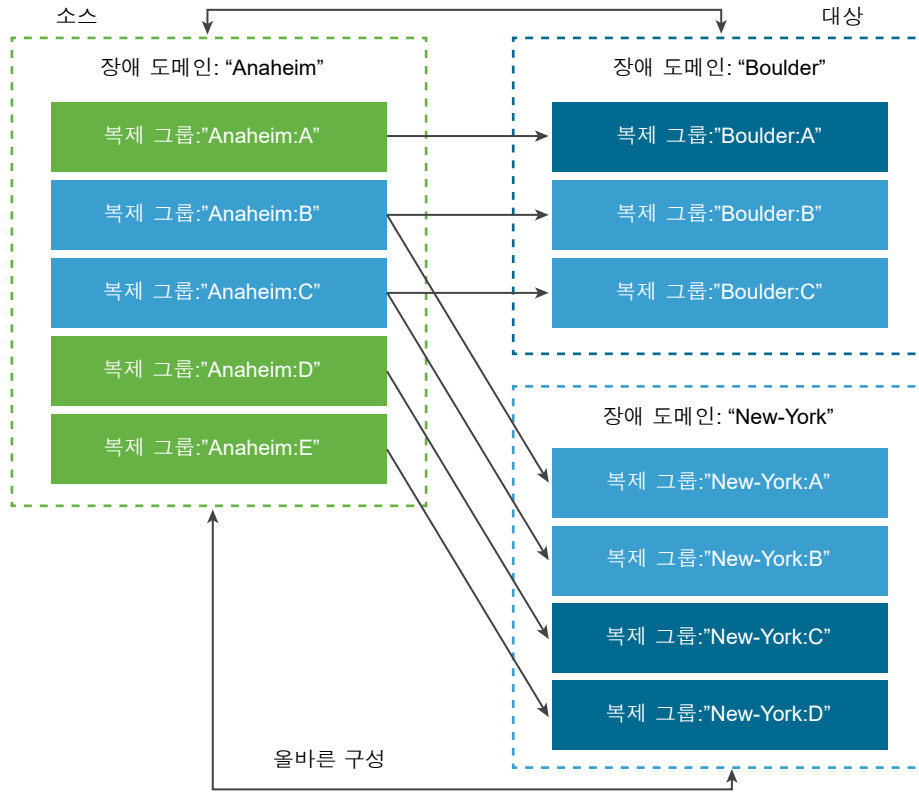 소스
대상
장애 도메인: “Anaheim”
복제 그룹:”Anaheim:A”
복제 그룹:”Anaheim:B”
복제 그룹:”Anaheim:C”
복제 그룹:”Anaheim:D”
복제 그룹:”Anaheim:E”
장애 도메인: “Boulder”
복제 그룹:”Boulder:A”
복제 그룹:”Boulder:B”
복제 그룹:”Boulder:C”
장애 도메인: “New-York”
복제 그룹:”New-York:A”
복제 그룹:”New-York:B”
복제 그룹:”New-York:C”
복제 그룹:”New-York:D”
올바른 구성